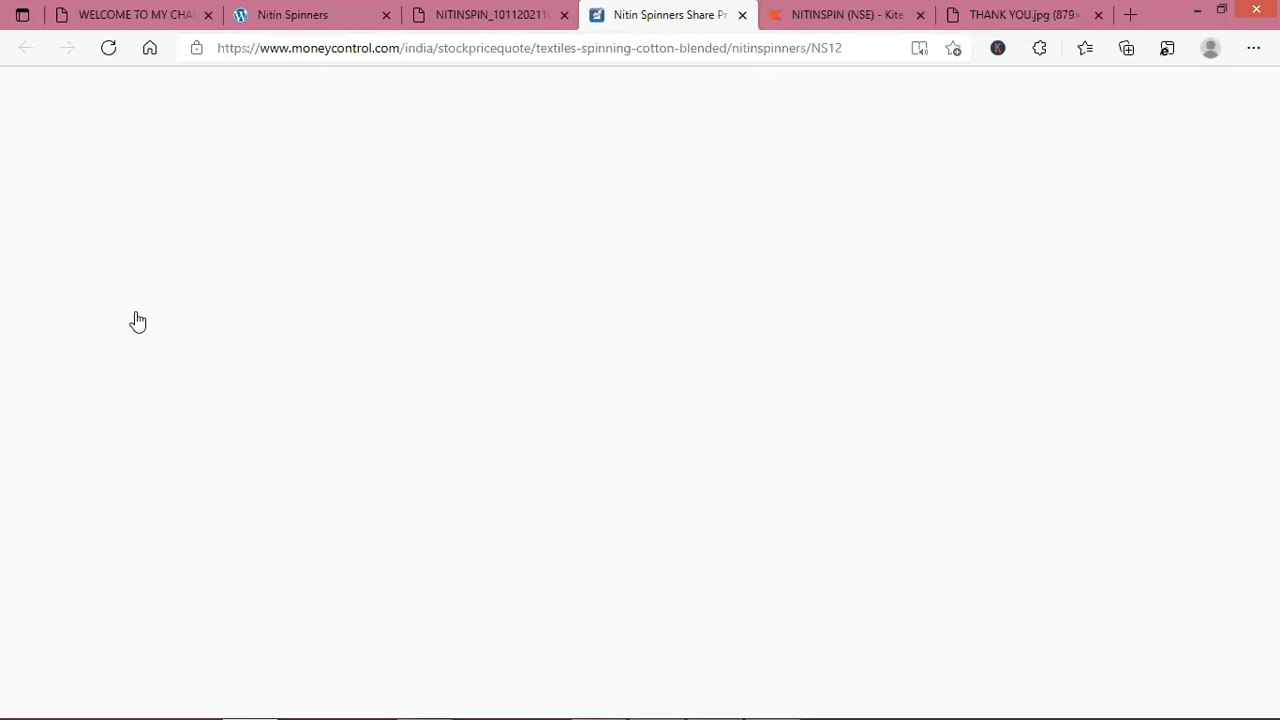 WELCOME TO MY CHA
Nitin Spinners
NITINSPIN_1011202110
Nitin Spinners Share Pr
NITINSPIN (NSE) - Kite
THANK YOU.jpg (879×
https://www.moneycontrol.com/india/stockpricequote/textiles-spinning-cotton-blended/nitinspinners/NS12
K